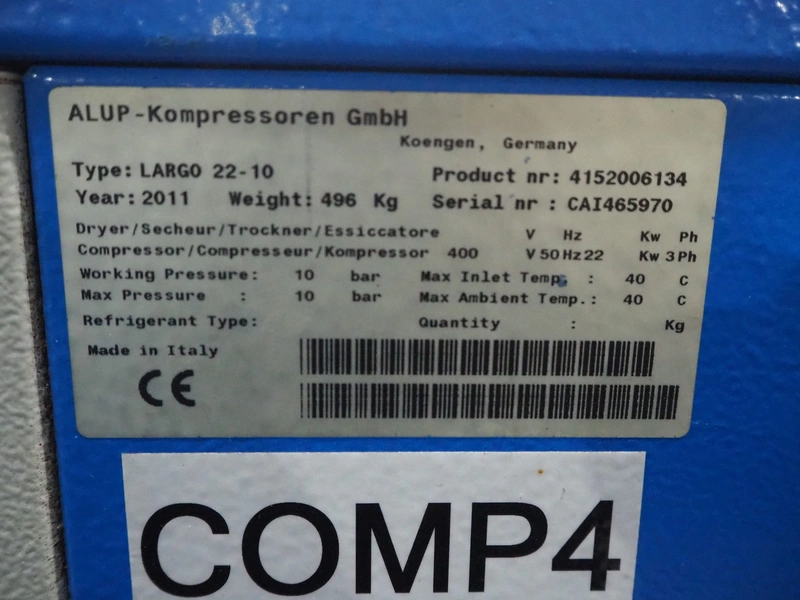 ALUP-Kompressoren GmbH
Koengen, Germany
Type: LARGO 22-10 Product nr: 4152006134
Year: 2011 Weight: 496 Kg Serial nr : CAI465970
Dryer/Secheur/Trockner/Essiccatore V Hz Kw Ph
Compressor/Compresseur/Kompressor 400 V 50 Hz 22 Kw 3 Ph
Working Pressure: 10 bar Max Inlet Temp. : 40 C
Max Pressure : 10 bar Max Ambient Temp.: 40 C
Refrigerant Type: Quantity : Kg
Made in Italy
CE
COMP4